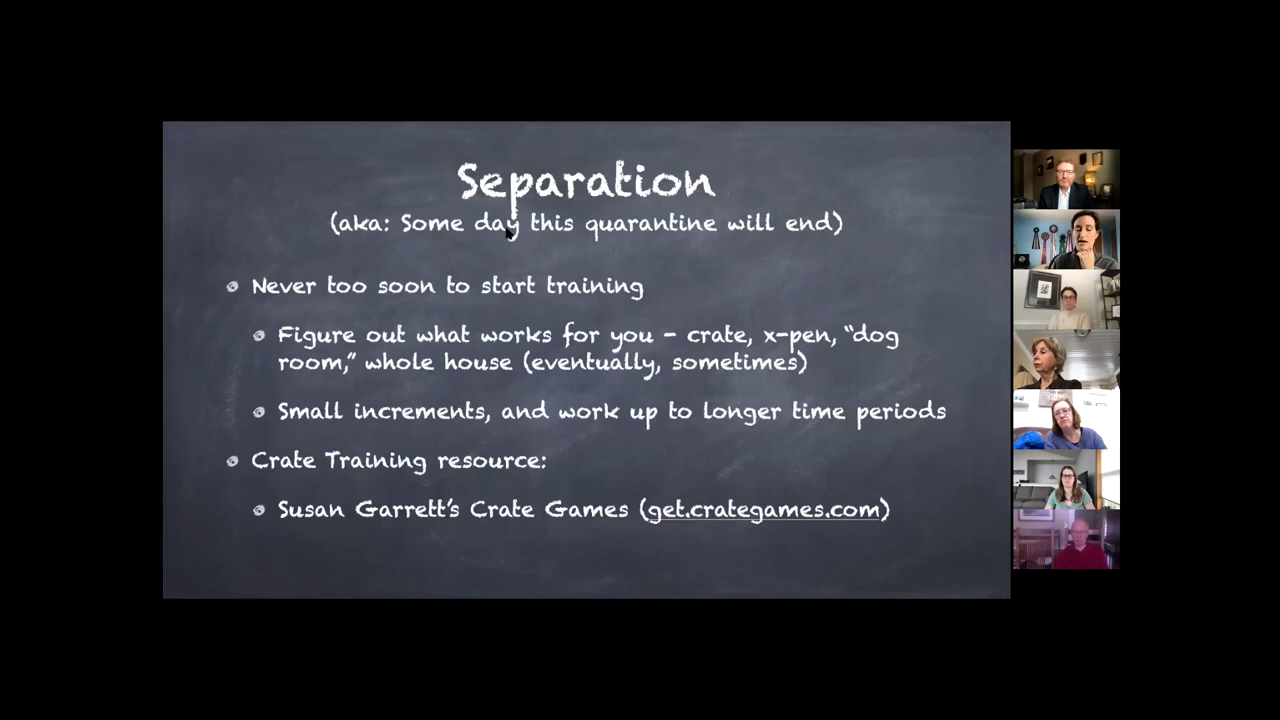 Separation
(aka: Some day this quarantine will end)
Never too soon to start training
Figure out what works for you - crate, x-pen, “dog
room,” whole house (eventually, sometimes)
Small increments, and work up to longer time periods
Crate Training resource:
Susan Garrett’s Crate Games (get.crategames.com)